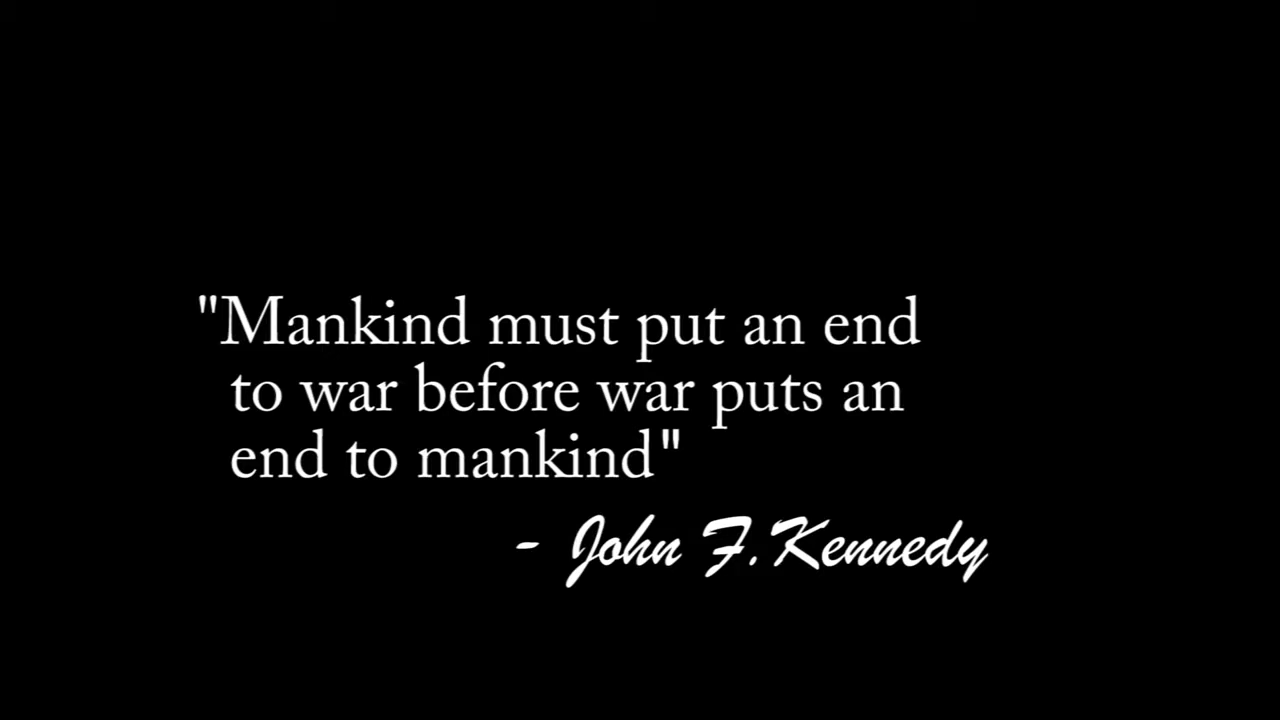 "Mankind must put an end
to war before war puts an
end to mankind"
- John F.Kennedy